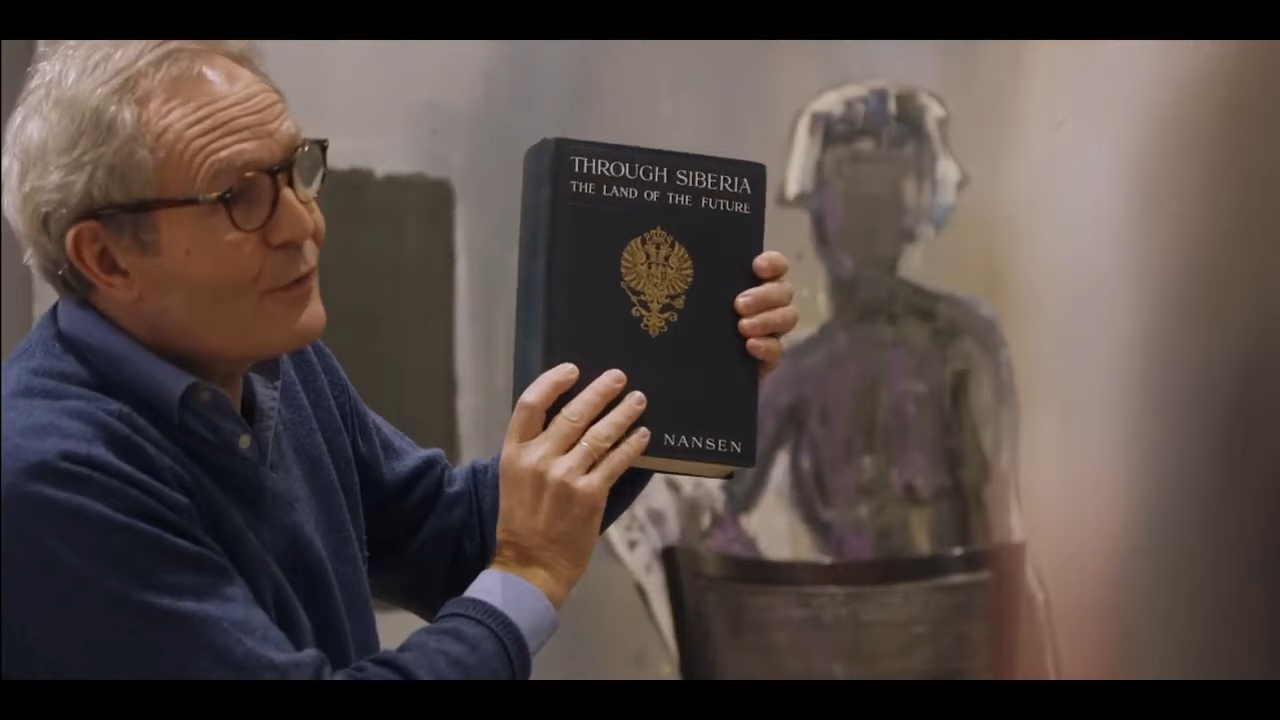 THROUGH SIBERIA
THE LAND OF THE FUTURE
NANSEN